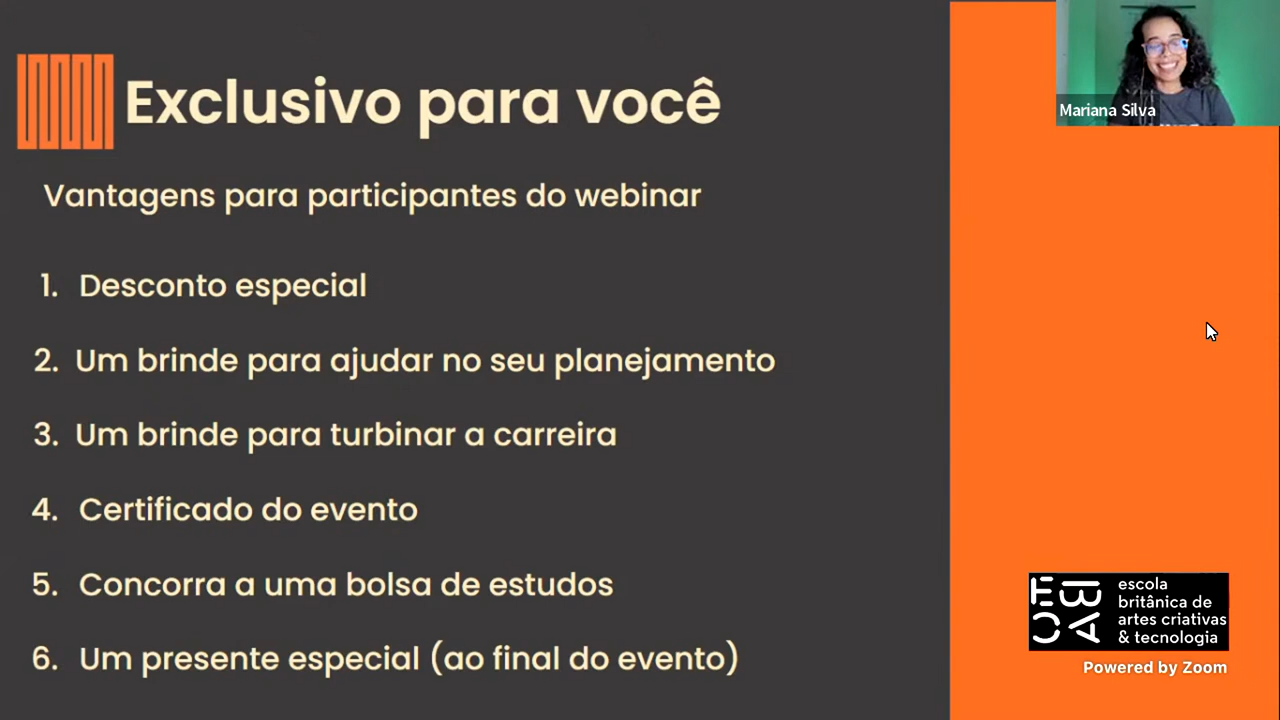 Exclusivo para você
Mariana Silva
Vantagens para participantes do webinar
1. Desconto especial
2. Um brinde para ajudar no seu planejamento
3. Um brinde para turbinar a carreira
4. Certificado do evento
5. Concorra a uma bolsa de estudos
6. Um presente especial (ao final do evento)
escola
britânica de
artes criativas
& tecnologia
Powered by Zoom